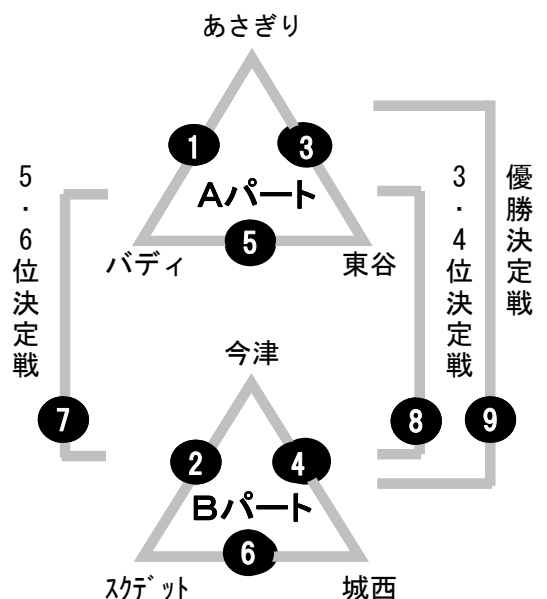 あさぎり
1
3
Aパート
5
バディ
東谷
5・6位決定戦
3・4位決定戦
優勝決定戦
今津
7
8
9
2
4
Bパート
6
スクデット
城西